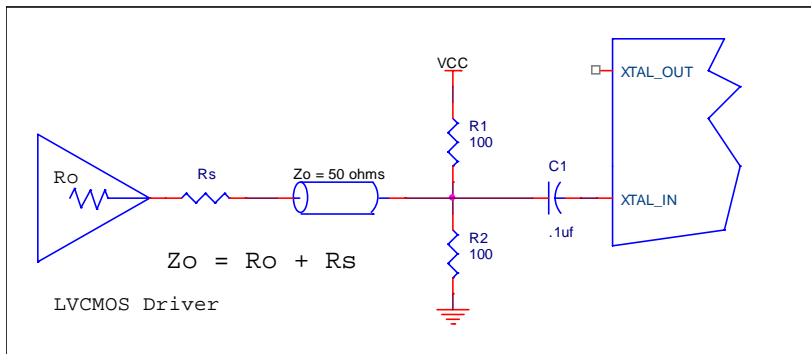 VCC
XTAL_OUT
R1
100
Ro
Rs
Zo = 50 ohms
C1
.1uf
XTAL_IN
R2
100
Zo = Ro + Rs
LVCMOS Driver